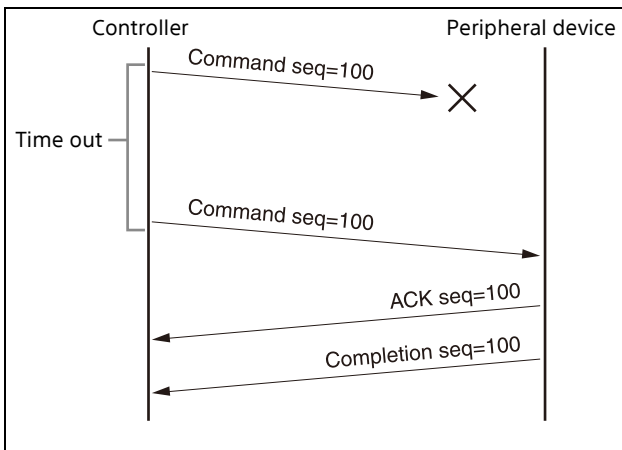 Controller
Peripheral device
Command seq=100
Time out
Command seq=100
ACK seq=100
Completion seq=100